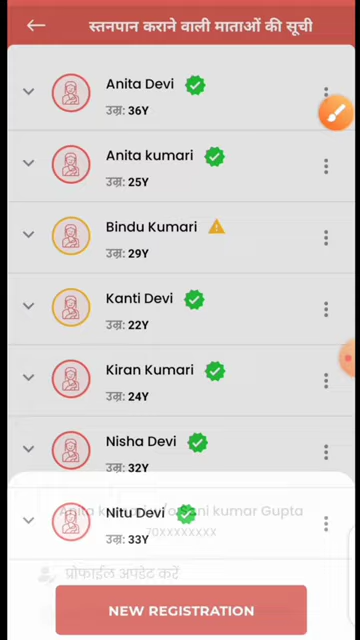 स्तनपान कराने वाली माताओं की सूची
Anita Devi
उम्र: 36Y
Anita kumari
उम्र: 25Y
Bindu Kumari
उम्र: 29Y
Kanti Devi
उम्र: 22Y
Kiran Kumari
उम्र: 24Y
Nisha Devi
उम्र: 32Y
Nitu Devi
kumar Gupta
70XXXXXXXX
उम्र: 33Y
प्रोफाईल अपडेट करें
NEW REGISTRATION